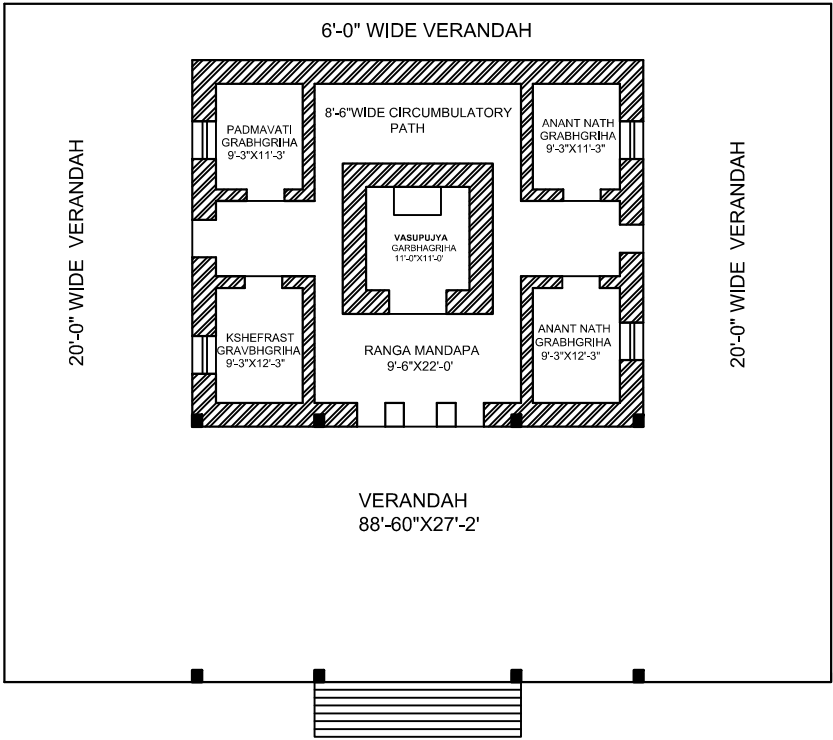 6'-0" WIDE VERANDAH
8'-6"WIDE CIRCUMBULATORY
PATH
PADMAVATI
GRABHGRIHA
9'-3"X11'-3'
ANANT NATH
GRABHGRIHA
9'-3"X11'-3"
20'-0" WIDE VERANDAH
VASUPUJYA
GARBHAGRIHA
11'-0"X11'-0'
20'-0" WIDE VERANDAH
KSHEFRAST
GRAVBHGRIHA
9'-3"X12'-3"
RANGA MANDAPA
9'-6"X22'-0'
ANANT NATH
GRABHGRIHA
9'-3"X12'-3"
VERANDAH
88'-60"X27'-2'